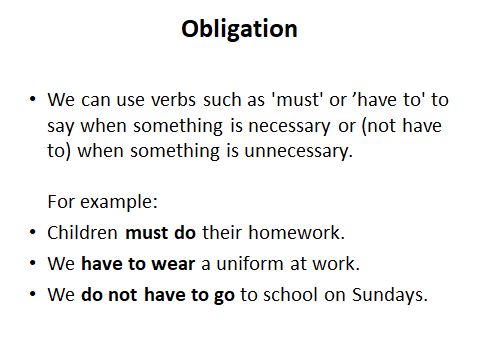 Obligation
• We can use verbs such as 'must' or ’have to' to
say when something is necessary or (not have
to) when something is unnecessary.
For example:
• Children must do their homework.
• We have to wear a uniform at work.
• We do not have to go to school on Sundays.